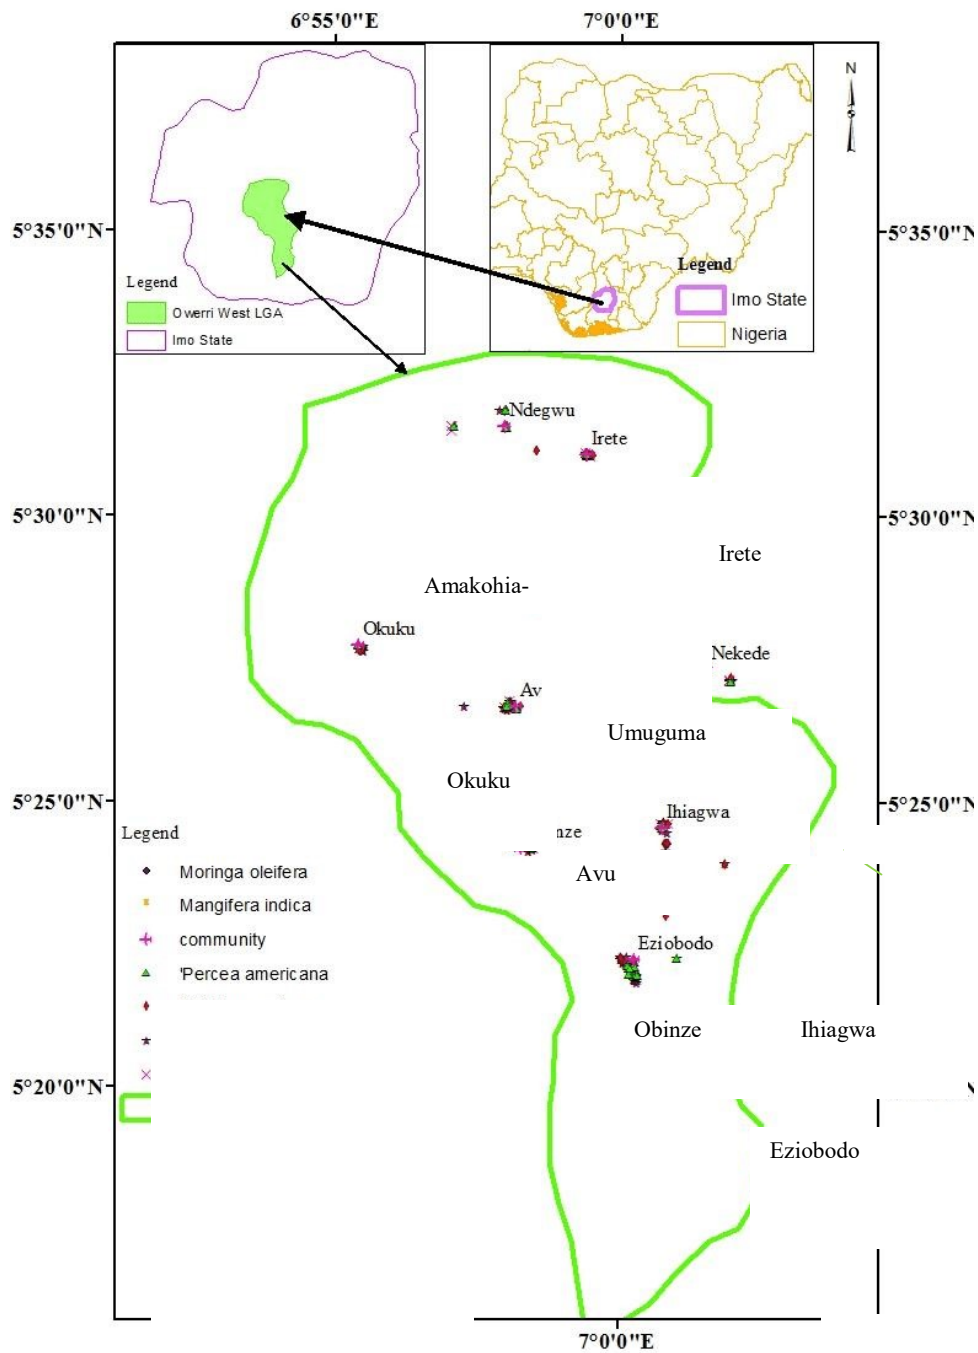 6°55'0"E
7°0'0"E
N
5°35'0"N
5°35'0"N
Legend
Owerri West LGA
Imo State
Legend
Imo State
Nigeria
Ndegwu
Irete
5°30'0"N
5°30'0"N
Irete
Amakohia-
Okuku
Nekede
Av
Umuguma
Okuku
5°25'0"N
5°25'0"N
Ihiagwa
Legend
nze
Moringa oleifera
Avu
Mangifera indica
community
Eziobodo
'Percea americana
Obinze
Ihiagwa
5°20'0"N
Eziobodo
7°0'0"E